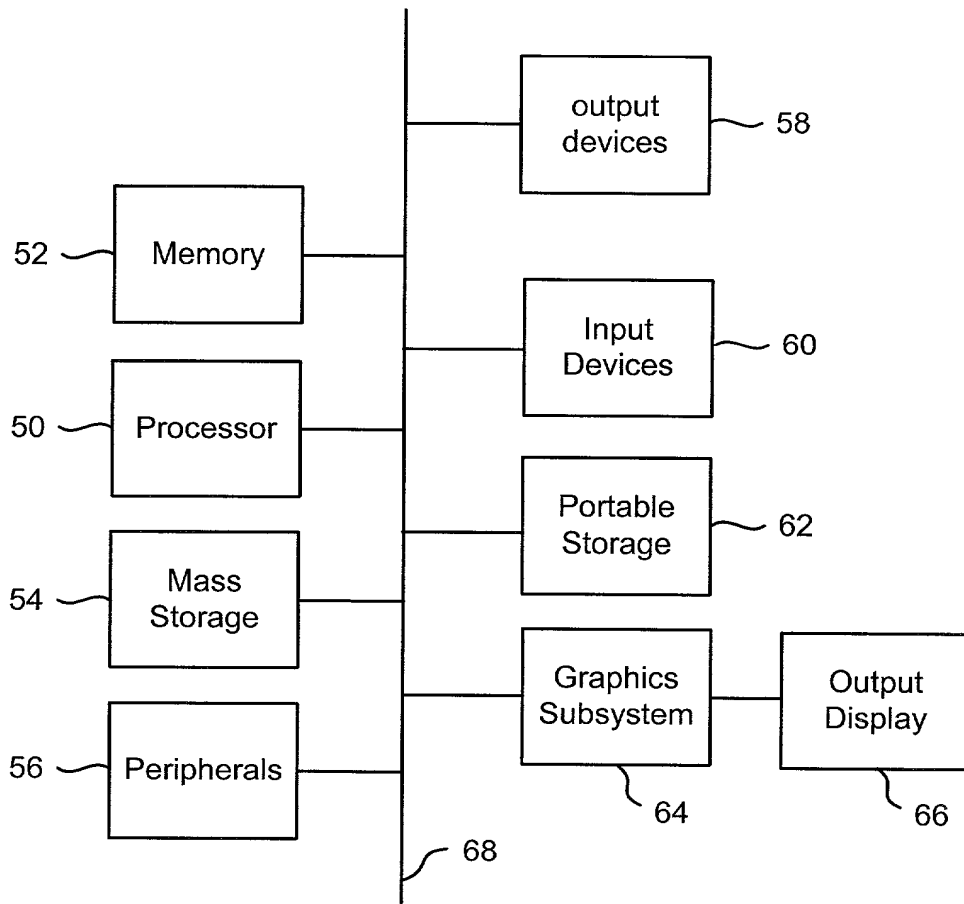 output
devices
58
52
Memory
Input
Devices
60
50
Processor
Portable
Storage
62
54
Mass
Storage
Graphics
Subsystem
Output
Display
56
Peripherals
64
66
68